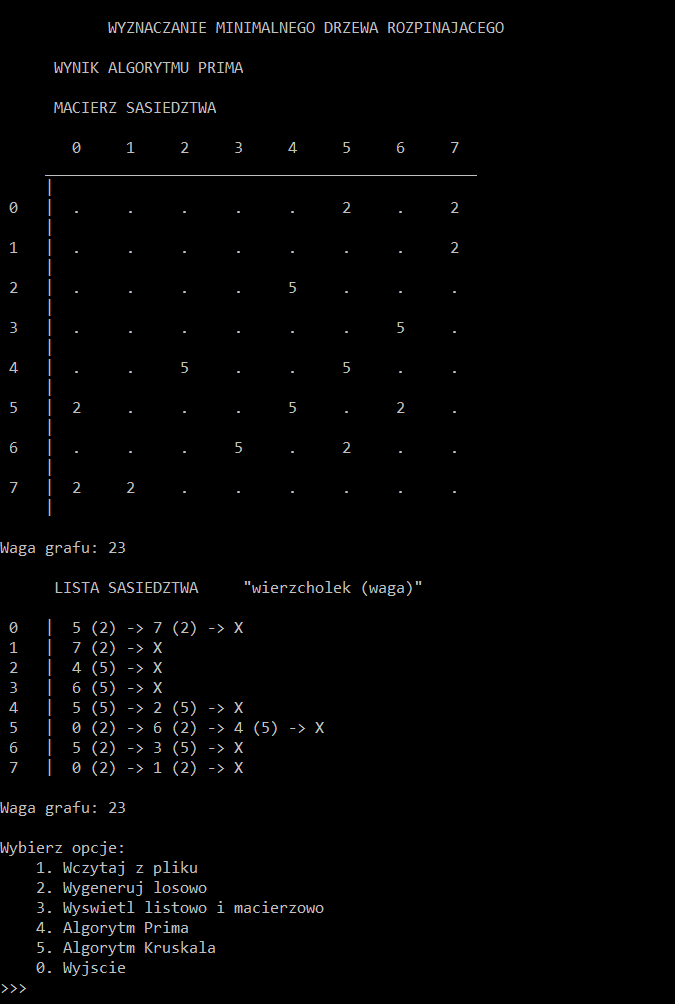 WYZNACZANIE MINIMALNEGO DRZEWA ROZPINAJACEGO
WYNIK ALGORYTMU PRIMA
MACIERZ SASIEDZTWA
0 1 2 3 4 5 6 7
0 | . . . . . 2 . 2
1 | . . . . . . . 2
2 | . . . . 5 . . .
3 | . . . . . . 5 .
4 | . . 5 . . 5 . .
5 | 2 . . . 5 . 2 .
6 | . . . 5 . 2 . .
7 | 2 2 . . . . . .
Waga grafu: 23
LISTA SASIEDZTWA "wierzcholek (waga)"
0 | 5 (2) -> 7 (2) -> X
1 | 7 (2) -> X
2 | 4 (5) -> X
3 | 6 (5) -> X
4 | 5 (5) -> 2 (5) -> X
5 | 0 (2) -> 6 (2) -> 4 (5) -> X
6 | 5 (2) -> 3 (5) -> X
7 | 0 (2) -> 1 (2) -> X
Waga grafu: 23
Wybierz opcje:
1. Wczytaj z pliku
2. Wygeneruj losowo
3. Wyswietl listowo i macierzowo
4. Algorytm Prima
5. Algorytm Kruskala
0. Wyjscie
>>>